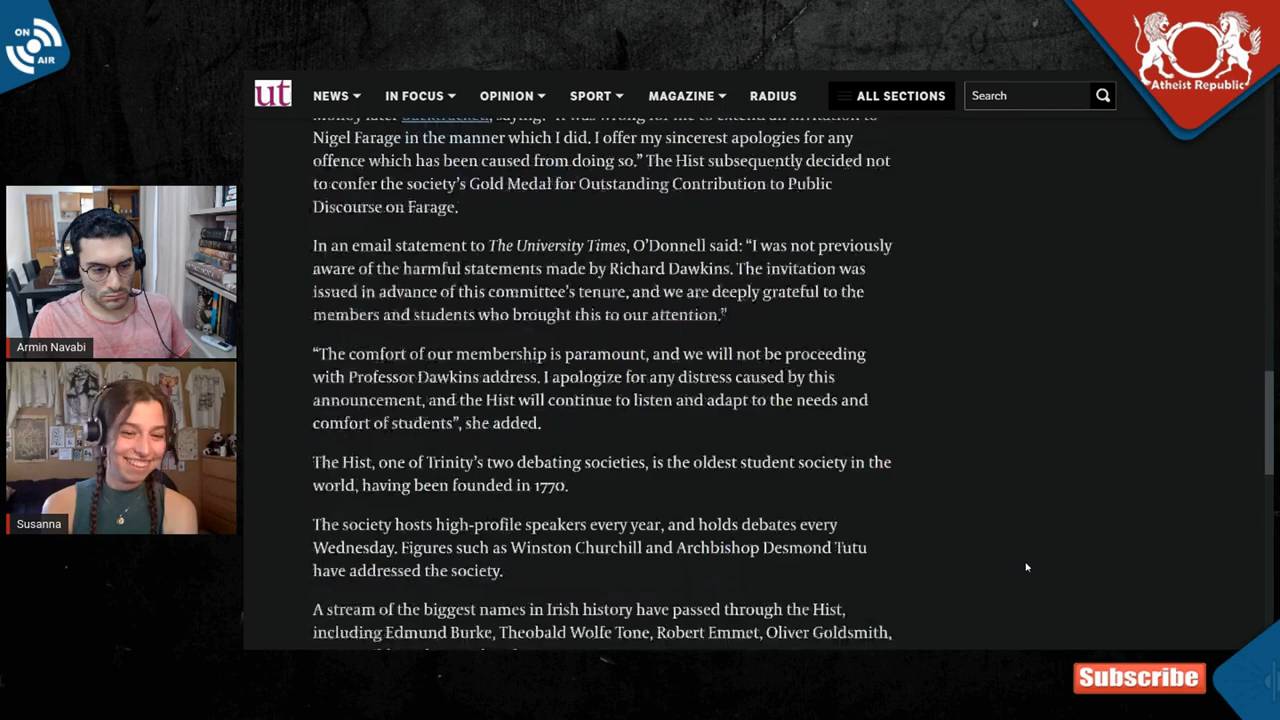 ON
AIR
Atheist Republic
ut
NEWS
IN FOCUS
OPINION
SPORT
MAGAZINE
RADIUS
ALL SECTIONS
Search
Nigel Farage in the manner which I did. I offer my sincerest apologies for any
offence which has been caused from doing so.” The Hist subsequently decided not
to confer the society’s Gold Medal for Outstanding Contribution to Public
Discourse on Farage.
In an email statement to The University Times, O’Donnell said: “I was not previously
aware of the harmful statements made by Richard Dawkins. The invitation was
issued in advance of this committee’s tenure, and we are deeply grateful to the
members and students who brought this to our attention.”
“The comfort of our membership is paramount, and we will not be proceeding
with Professor Dawkins address. I apologize for any distress caused by this
announcement, and the Hist will continue to listen and adapt to the needs and
comfort of students”, she added.
The Hist, one of Trinity’s two debating societies, is the oldest student society in the
world, having been founded in 1770.
The society hosts high-profile speakers every year, and holds debates every
Wednesday. Figures such as Winston Churchill and Archbishop Desmond Tutu
have addressed the society.
A stream of the biggest names in Irish history have passed through the Hist,
including Edmund Burke, Theobald Wolfe Tone, Robert Emmet, Oliver Goldsmith,
Armin Navabi
Susanna
Subscribe